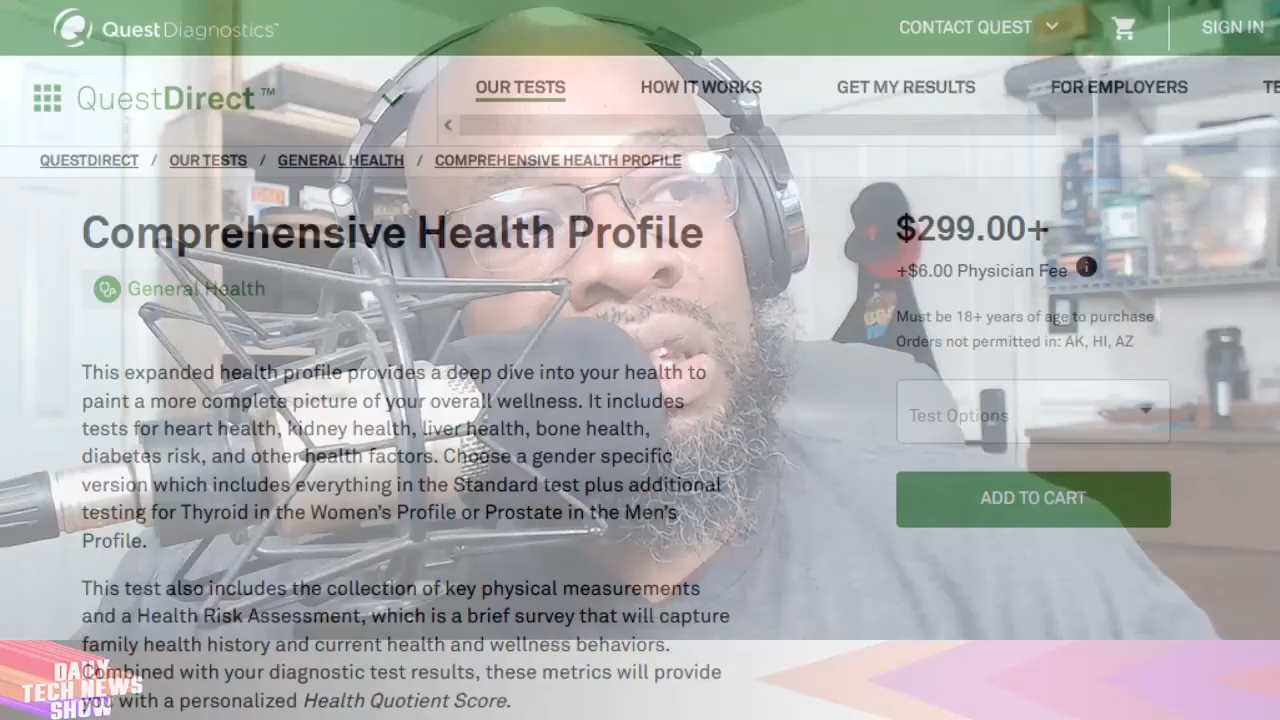 QuestDiagnostics™
CONTACT QUEST
SIGN IN
QuestDirect™
OUR TESTS
HOW IT WORKS
GET MY RESULTS
FOR EMPLOYERS
TE
QUESTDIRECT / OUR TESTS / GENERAL HEALTH / COMPREHENSIVE HEALTH PROFILE
Comprehensive Health Profile
General Health
$299.00+
+$6.00 Physician Fee
Must be 18+ years of age to purchase
Orders not permitted in: AK, HI, AZ
Test Options
ADD TO CART
This expanded health profile provides a deep dive into your health to
paint a more complete picture of your overall wellness. It includes
tests for heart health, kidney health, liver health, bone health,
diabetes risk, and other health factors. Choose a gender specific
version which includes everything in the Standard test plus additional
testing for Thyroid in the Women's Profile or Prostate in the Men's
Profile.
This test also includes the collection of key physical measurements
and a Health Risk Assessment, which is a brief survey that will capture
family health history and current health and wellness behaviors.
Combined with your diagnostic test results, these metrics will provide
you with a personalized Health Quotient Score.
DAILY
TECH NEWS
SHOW